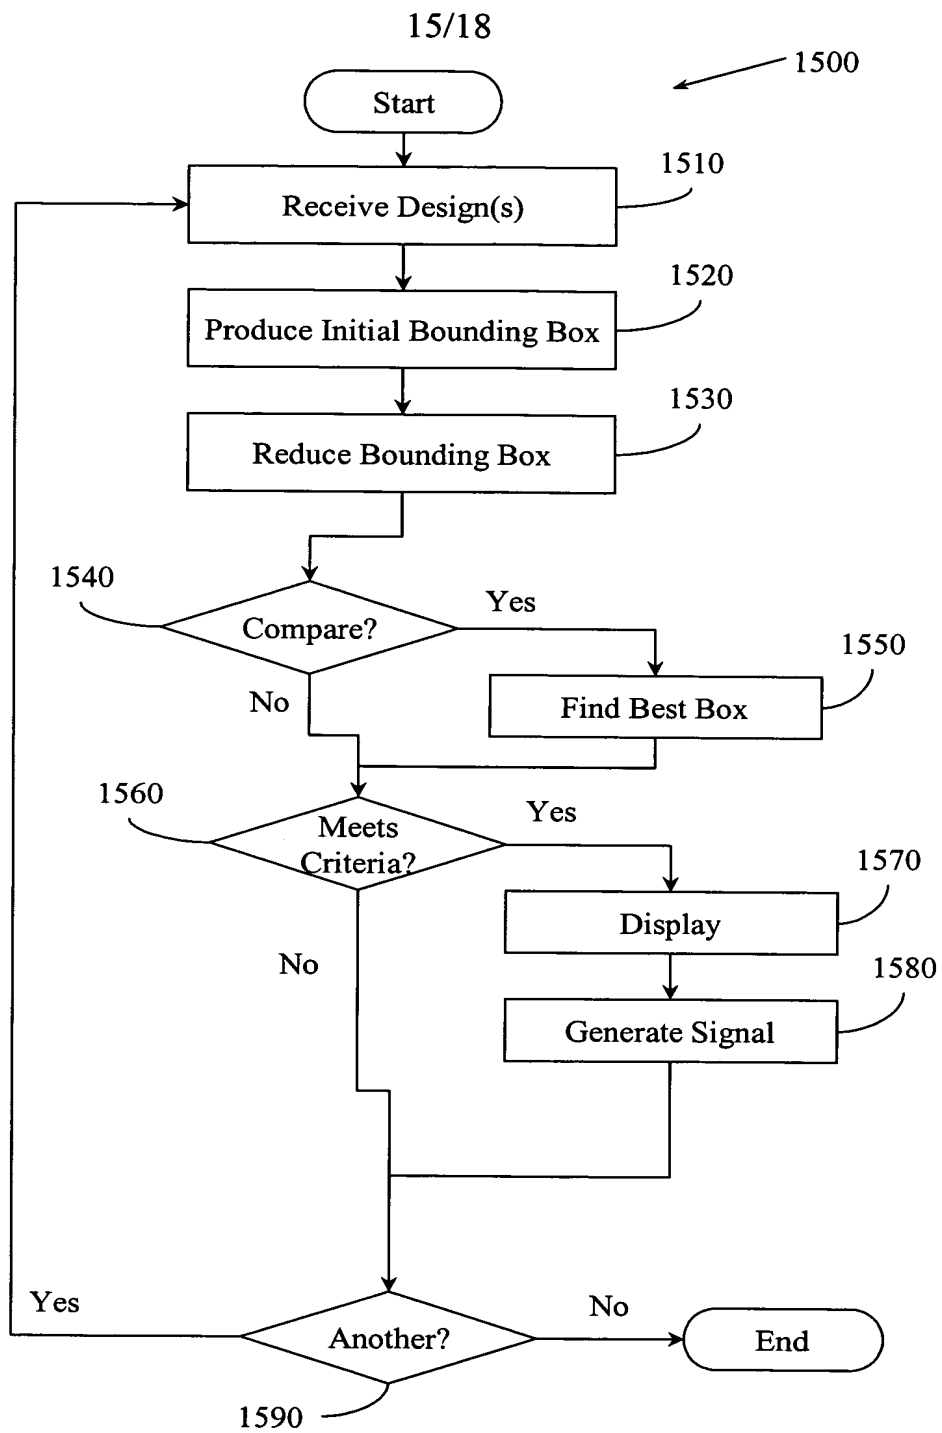 15/18
1500
Start
1510
Receive Design(s)
1520
Produce Initial Bounding Box
1530
Reduce Bounding Box
1540
Compare?
Yes
No
1550
Find Best Box
1560
Meets
Criteria?
Yes
No
1570
Display
1580
Generate Signal
Yes
Another?
No
End
1590